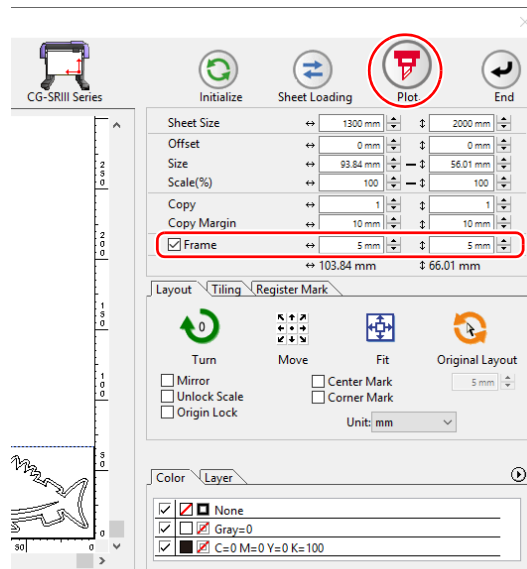 CG-SRIII Series
Initialize
Sheet Loading
Plot.
End
Sheet Size 1300 mm 2000 mm
Offset 0 mm 0 mm
Size 93.84 mm 56.01 mm
Scale(%) 100 100
Copy 1 1
Copy Margin 10 mm 10 mm
Frame 5 mm 5 mm
103.84 mm 66.01 mm
Layout Tiling Register Mark
0
Turn Move Fit Original Layout
Mirror Center Mark 5 mm
Unlock Scale Corner Mark
Origin Lock
Unit: mm
Color Layer
None
Gray=0
C=0 M=0 Y=0 K=100
250
200
150
100
50
0
50 0